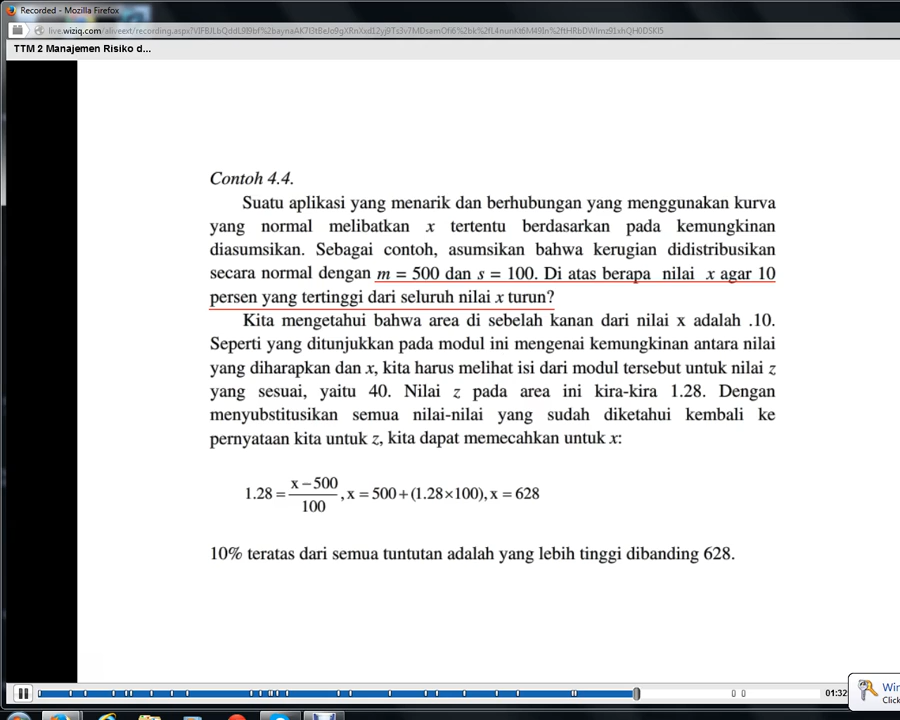 Recorded - Mozilla Firefox
TTM 2 Manajemen Risiko d...
Contoh 4.4.
Suatu aplikasi yang menarik dan berhubungan yang menggunakan kurva
yang normal melibatkan x tertentu berdasarkan pada kemungkinan
diasumsikan. Sebagai contoh, asumsikan bahwa kerugian didistribusikan
secara normal dengan m = 500 dan s = 100. Di atas berapa nilai x agar 10
persen yang tertinggi dari seluruh nilai x turun?
Kita mengetahui bahwa area di sebelah kanan dari nilai x adalah .10.
Seperti yang ditunjukkan pada modul ini mengenai kemungkinan antara nilai
yang diharapkan dan x, kita harus melihat isi dari modul tersebut untuk nilai z
yang sesuai, yaitu 40. Nilai z pada area ini kira-kira 1.28. Dengan
menyubstitusikan semua nilai-nilai yang sudah diketahui kembali ke
pernyataan kita untuk z, kita dapat memecahkan untuk x:
1.28 = (x − 500)/100, x = 500 + (1.28 × 100), x = 628
10% teratas dari semua tuntutan adalah yang lebih tinggi dibanding 628.
01:32
Click